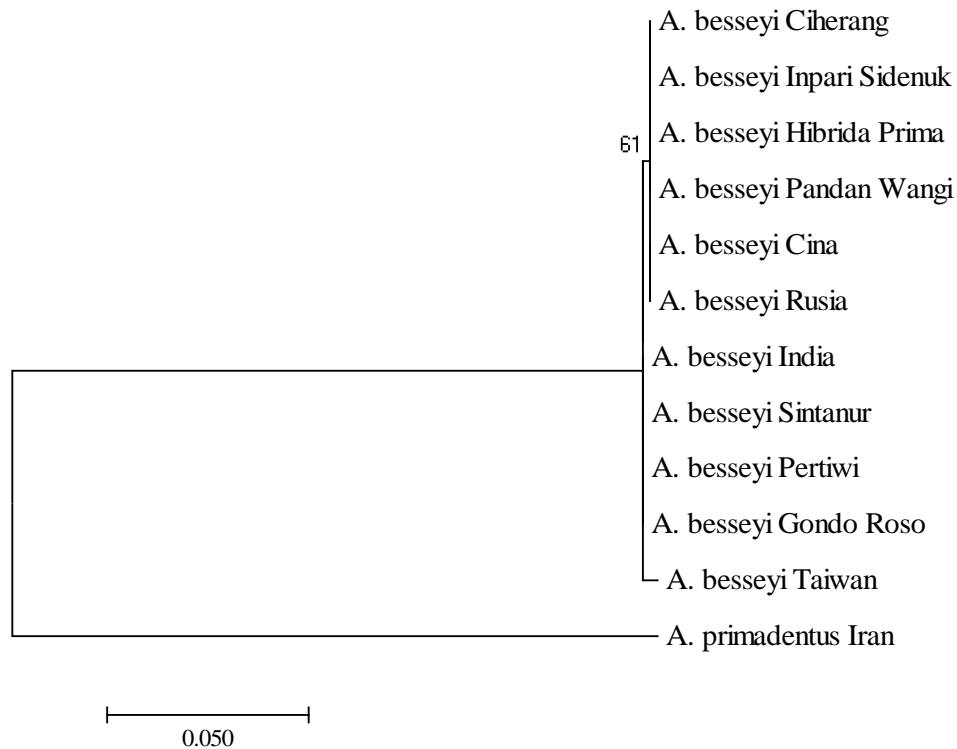 A. besseyi Ciherang
A. besseyi Inpari Sidenuk
A. besseyi Hibrida Prima
61
A. besseyi Pandan Wangi
A. besseyi Cina
A. besseyi Rusia
A. besseyi India
A. besseyi Sintanur
A. besseyi Pertiwi
A. besseyi Gondo Roso
A. besseyi Taiwan
A. primadentus Iran
0.050